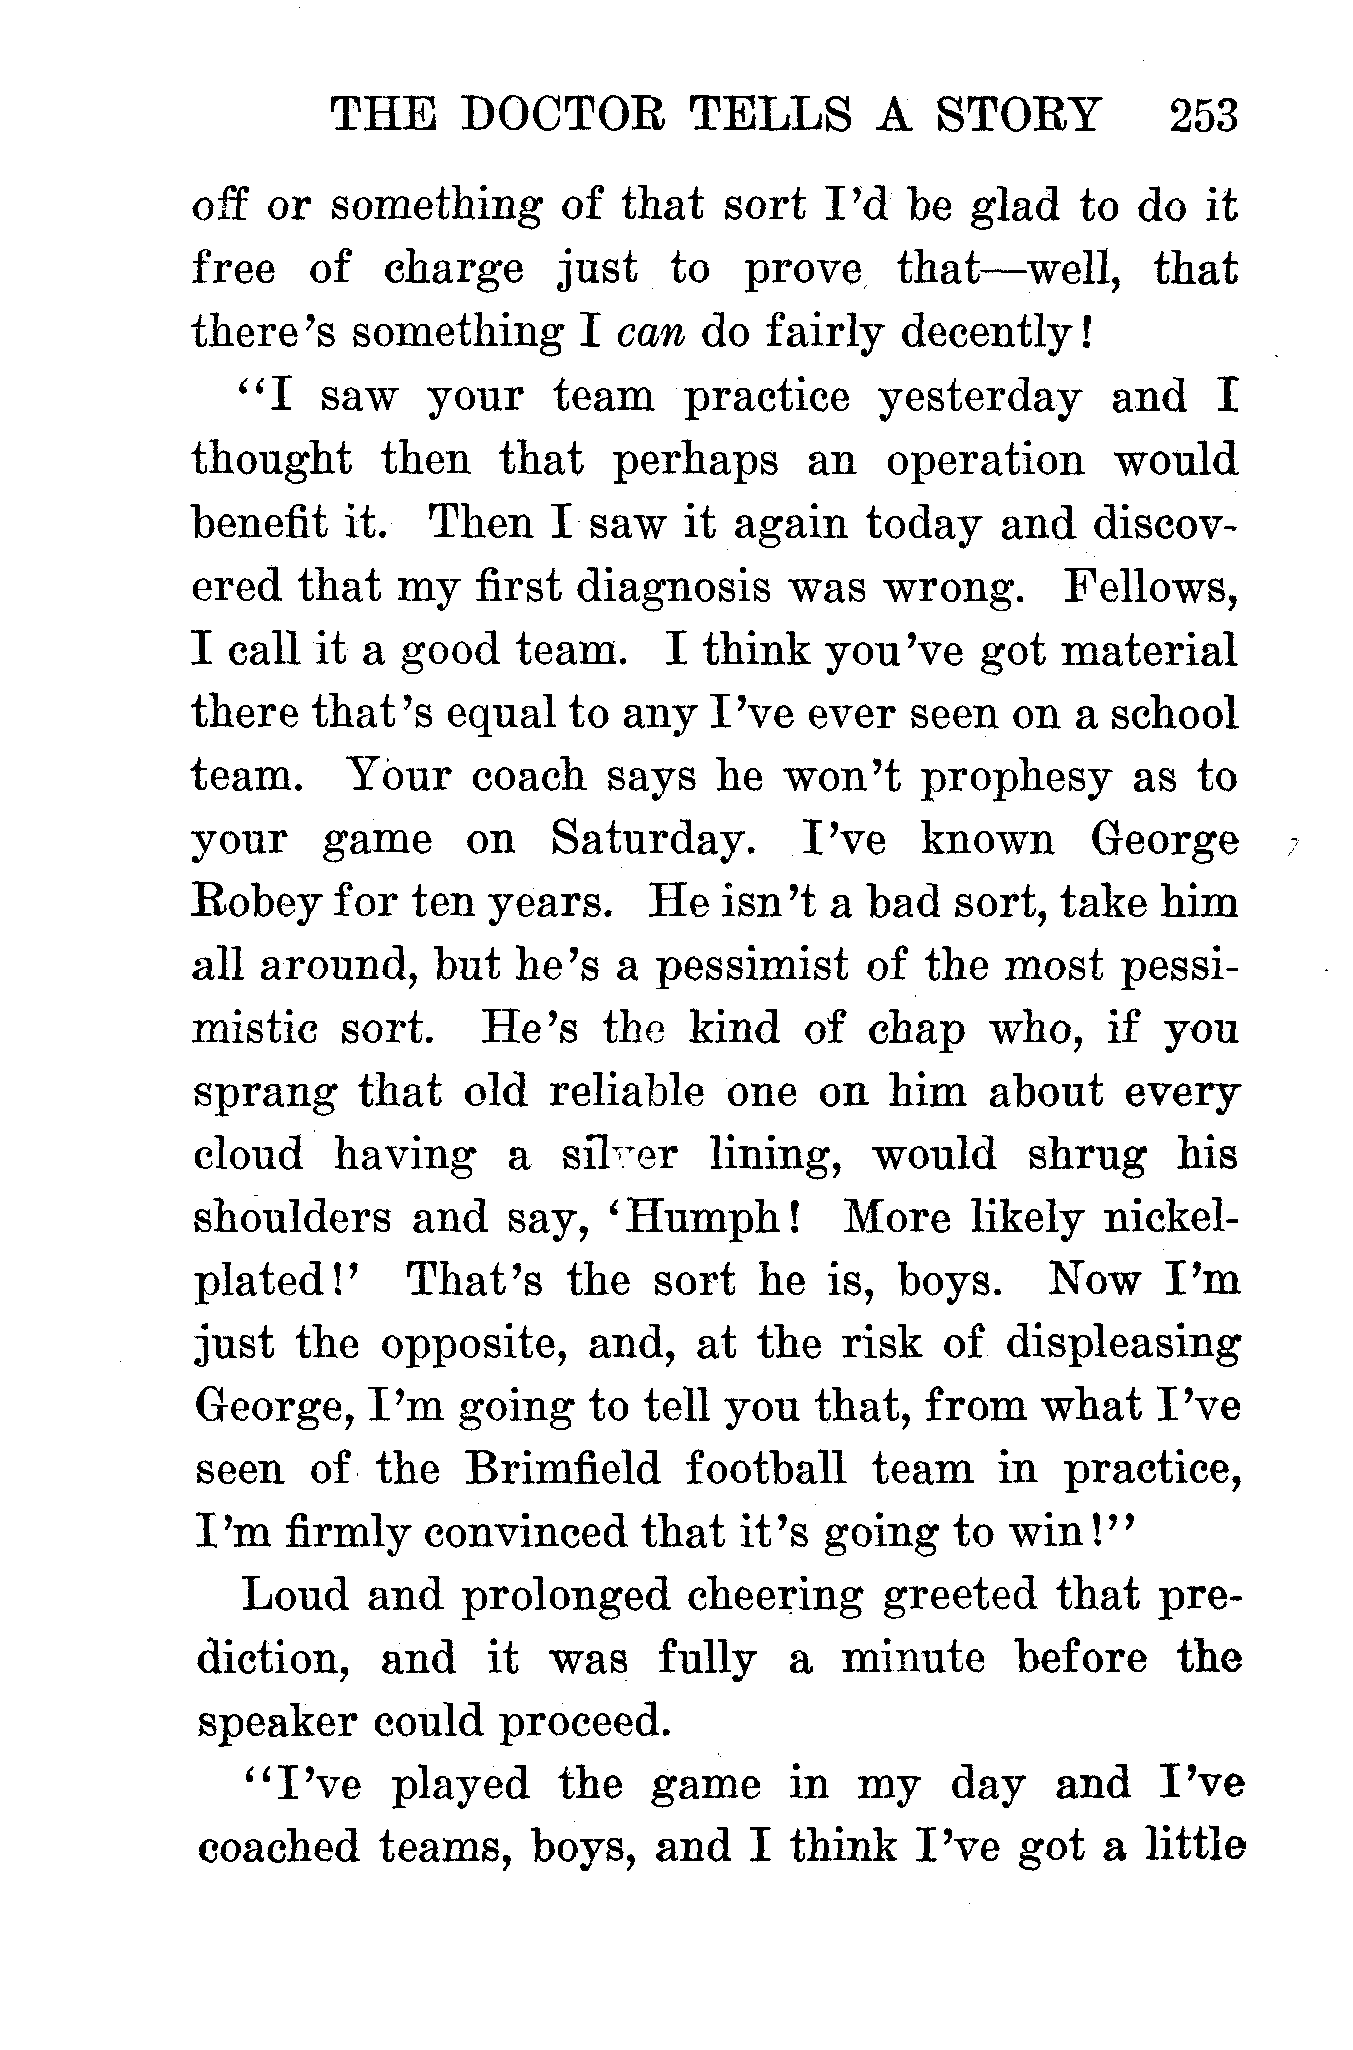 THE DOCTOR TELLS A STORY 253
off or something of that sort I'd be glad to do it
free of charge just to prove that—well, that
there's something I can do fairly decently!
"I saw your team practice yesterday and I
thought then that perhaps an operation would
benefit it. Then I saw it again today and discov-
ered that my first diagnosis was wrong. Fellows,
I call it a good team. I think you've got material
there that's equal to any I've ever seen on a school
team. Your coach says he won't prophesy as to
your game on Saturday. I've known George
Robey for ten years. He isn't a bad sort, take him
all around, but he's a pessimist of the most pessi-
mistic sort. He's the kind of chap who, if you
sprang that old reliable one on him about every
cloud having a silver lining, would shrug his
shoulders and say, 'Humph! More likely nickel-
plated!' That's the sort he is, boys. Now I'm
just the opposite, and, at the risk of displeasing
George, I'm going to tell you that, from what I've
seen of the Brimfield football team in practice,
I'm firmly convinced that it's going to win!"
Loud and prolonged cheering greeted that pre-
diction, and it was fully a minute before the
speaker could proceed.
"I've played the game in my day and I've
coached teams, boys, and I think I've got a little